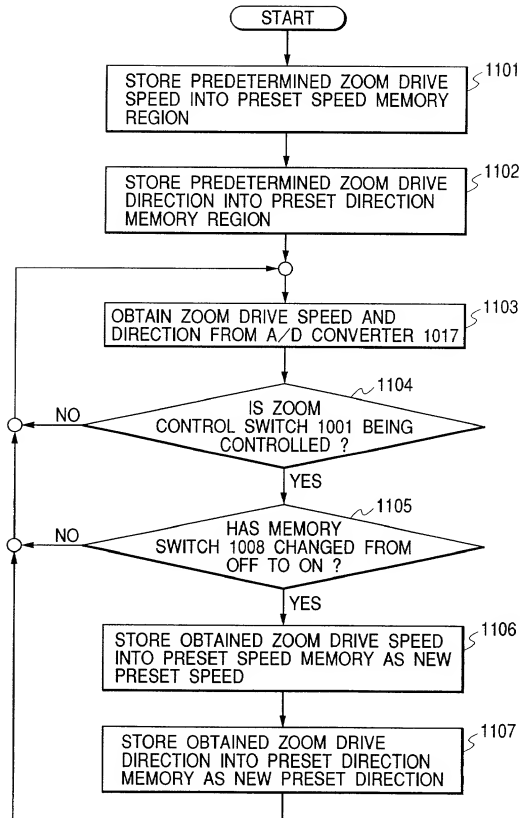 START
1101
STORE PREDETERMINED ZOOM DRIVE
SPEED INTO PRESET SPEED MEMORY
REGION
1102
STORE PREDETERMINED ZOOM DRIVE
DIRECTION INTO PRESET DIRECTION
MEMORY REGION
1103
OBTAIN ZOOM DRIVE SPEED AND
DIRECTION FROM A/D CONVERTER 1017
1104
IS ZOOM
CONTROL SWITCH 1001 BEING
CONTROLLED ?
NO
YES
1105
HAS MEMORY
SWITCH 1008 CHANGED FROM
OFF TO ON ?
NO
YES
1106
STORE OBTAINED ZOOM DRIVE SPEED
INTO PRESET SPEED MEMORY AS NEW
PRESET SPEED
1107
STORE OBTAINED ZOOM DRIVE
DIRECTION INTO PRESET DIRECTION
MEMORY AS NEW PRESET DIRECTION